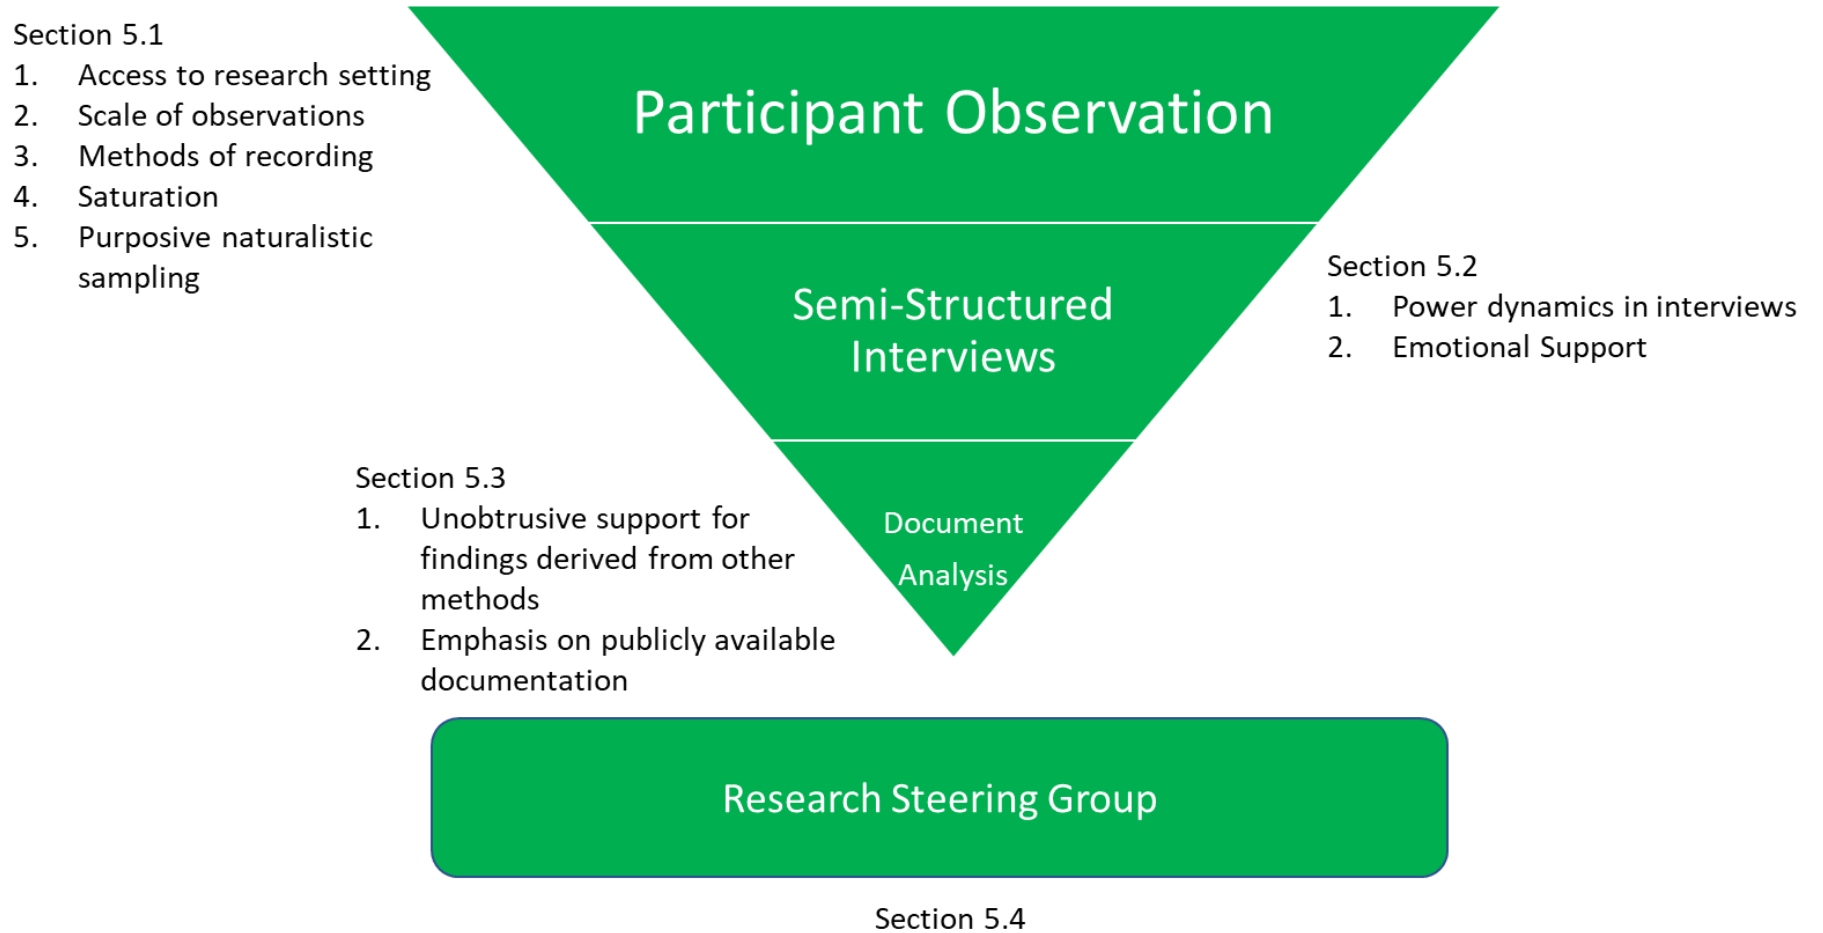 Section 5.1
1. Access to research setting
2. Scale of observations
3. Methods of recording
4. Saturation
5. Purposive naturalistic
sampling
Participant Observation
Semi-Structured
Interviews
Section 5.2
1. Power dynamics in interviews
2. Emotional Support
Section 5.3
1. Unobtrusive support for
findings derived from other
methods
2. Emphasis on publicly available
documentation
Document
Analysis
Research Steering Group
Section 5.4